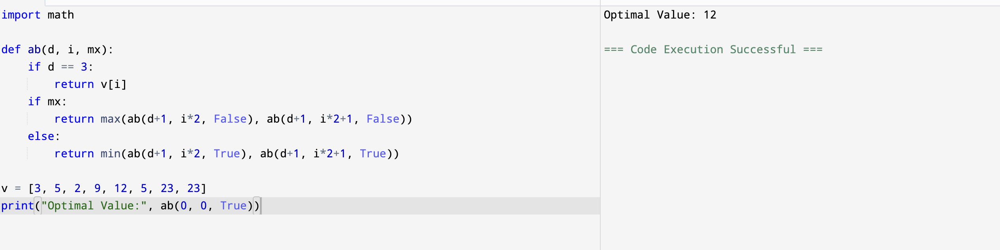 import math
def ab(d, i, mx):
    if d == 3:
        return v[i]
    if mx:
        return max(ab(d+1, i*2, False), ab(d+1, i*2+1, False))
    else:
        return min(ab(d+1, i*2, True), ab(d+1, i*2+1, True))
v = [3, 5, 2, 9, 12, 5, 23, 23]
print("Optimal Value:", ab(0, 0, True))
Optimal Value: 12
=== Code Execution Successful ===